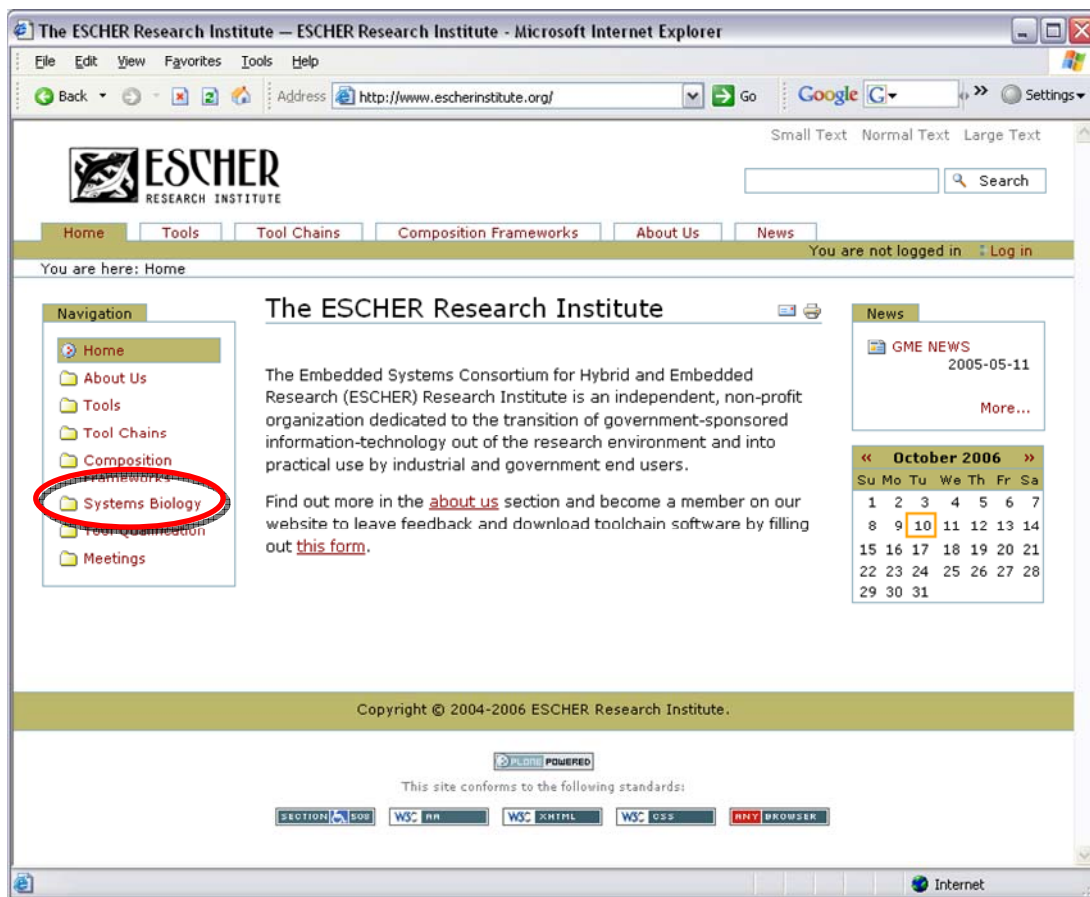 The ESCHER Research Institute — ESCHER Research Institute - Microsoft Internet Explorer
File Edit View Favorites Tools Help
Back Address http://www.escherinstitute.org/ Go Google G Settings
Small Text Normal Text Large Text
ESCHER
RESEARCH INSTITUTE
Search
Home Tools Tool Chains Composition Frameworks About Us News
You are not logged in Log in
You are here: Home
Navigation
Home
About Us
Tools
Tool Chains
Composition
Frameworks
Systems Biology
Tool Qualification
Meetings
The ESCHER Research Institute
The Embedded Systems Consortium for Hybrid and Embedded
Research (ESCHER) Research Institute is an independent, non-profit
organization dedicated to the transition of government-sponsored
information-technology out of the research environment and into
practical use by industrial and government end users.
Find out more in the about us section and become a member on our
website to leave feedback and download toolchain software by filling
out this form.
News
GME NEWS
2005-05-11
More...
« October 2006 »
Su Mo Tu We Th Fr Sa
1 2 3 4 5 6 7
8 9 10 11 12 13 14
15 16 17 18 19 20 21
22 23 24 25 26 27 28
29 30 31
Copyright © 2004-2006 ESCHER Research Institute.
PLONE POWERED
This site conforms to the following standards:
SECTION 508 W3C AA W3C XHTML W3C CSS ANY BROWSER
Internet